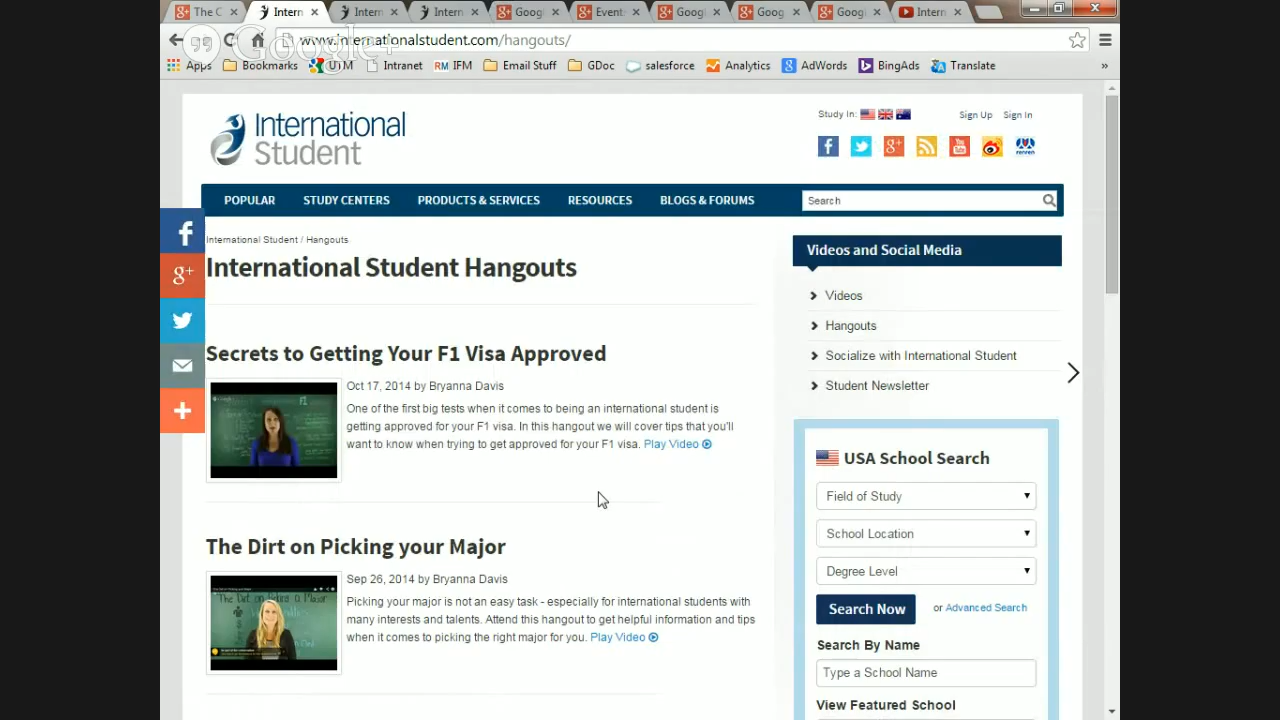 The C
Intern
Intern
Intern
Googl
Event
Googl
Goog
Googl
Intern
Google+
www.internationalstudent.com/hangouts/
Apps Bookmarks UTM Intranet IFM Email Stuff GDoc salesforce Analytics AdWords BingAds Translate »
International
Student
Study In:
Sign Up Sign In
POPULAR STUDY CENTERS PRODUCTS & SERVICES RESOURCES BLOGS & FORUMS
Search
International Student / Hangouts
International Student Hangouts
Secrets to Getting Your F1 Visa Approved
Oct 17, 2014 by Bryanna Davis
One of the first big tests when it comes to being an international student is
getting approved for your F1 visa. In this hangout we will cover tips that you'll
want to know when trying to get approved for your F1 visa. Play Video
The Dirt on Picking your Major
Sep 26, 2014 by Bryanna Davis
Picking your major is not an easy task - especially for international students with
many interests and talents. Attend this hangout to get helpful information and tips
when it comes to picking the right major for you. Play Video
Videos and Social Media
Videos
Hangouts
Socialize with International Student
Student Newsletter
USA School Search
Field of Study
School Location
Degree Level
Search Now or Advanced Search
Search By Name
Type a School Name
View Featured School